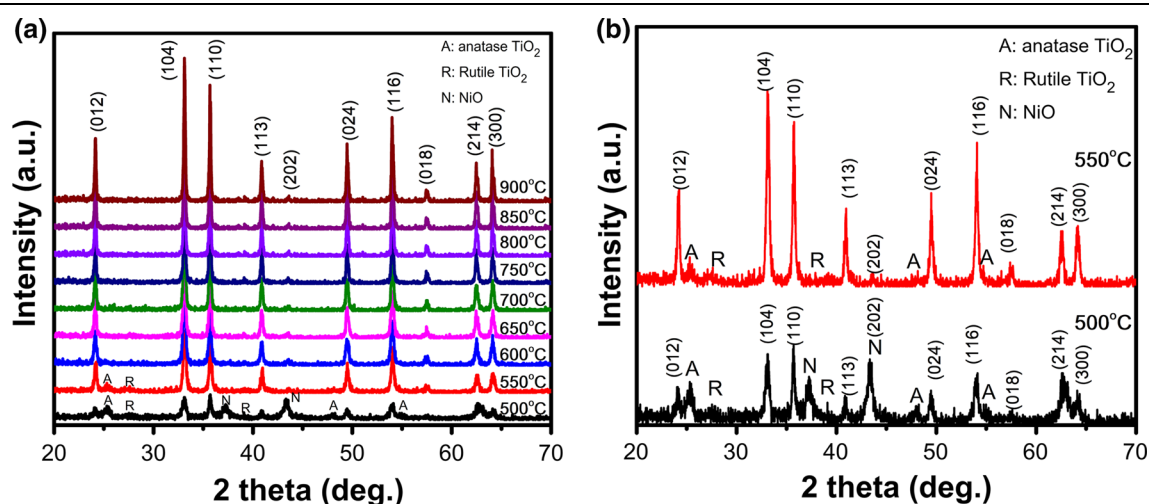 (a)
A: anatase TiO2
R: Rutile TiO2
N: NiO
(012)
(104)
(110)
(113)
(202)
(024)
(116)
(018)
(214)
(300)
900°C
850°C
800°C
750°C
700°C
650°C
600°C
550°C
500°C
A
R
N
R
N
A
A
Intensity (a.u.)
20 30 40 50 60 70
2 theta (deg.)
(b)
A: anatase TiO2
R: Rutile TiO2
N: NiO
550°C
(012)
A
R
(104)
(110)
R
(113)
(202)
A
(024)
(116)
A
(018)
(214)
(300)
500°C
(012)
A
R
(104)
(110)
N
R
(113)
N
(202)
A
(024)
(116)
A
(018)
(214)
(300)
Intensity (a.u.)
20 30 40 50 60 70
2 theta (deg.)